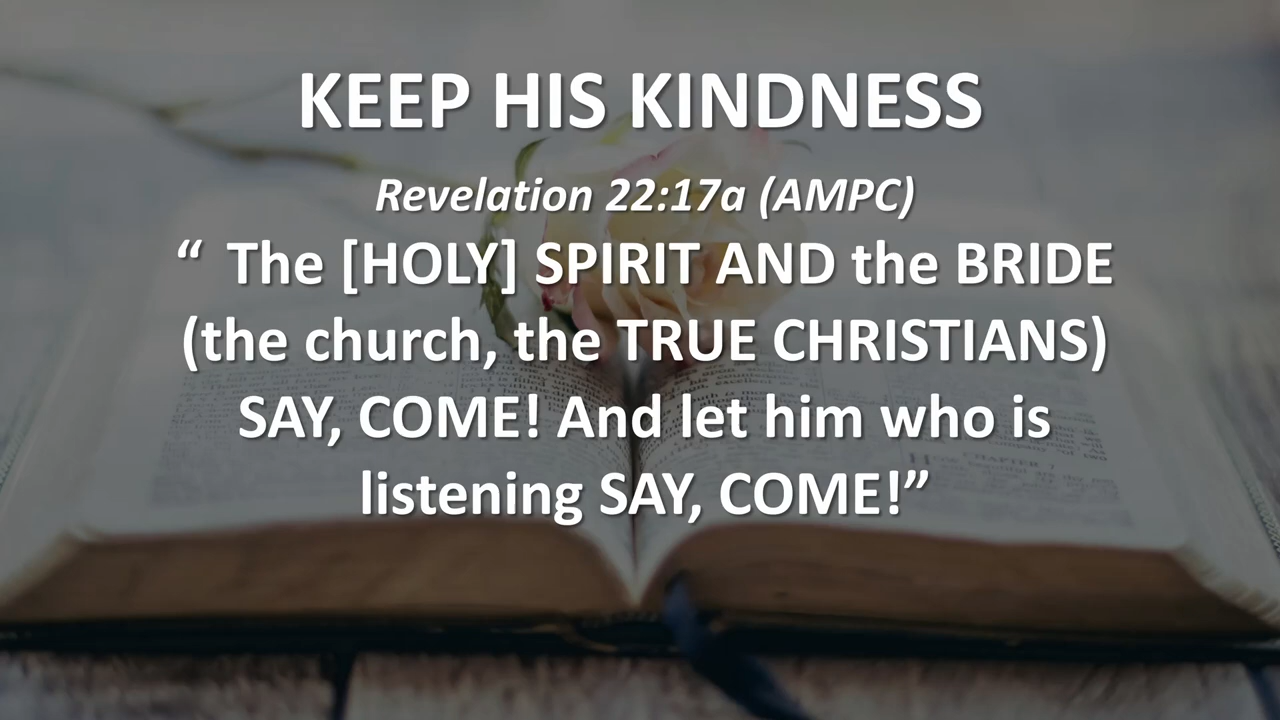 KEEP HIS KINDNESS
Revelation 22:17a (AMPC)
“ The [HOLY] SPIRIT AND the BRIDE
(the church, the TRUE CHRISTIANS)
SAY, COME! And let him who is
listening SAY, COME!”